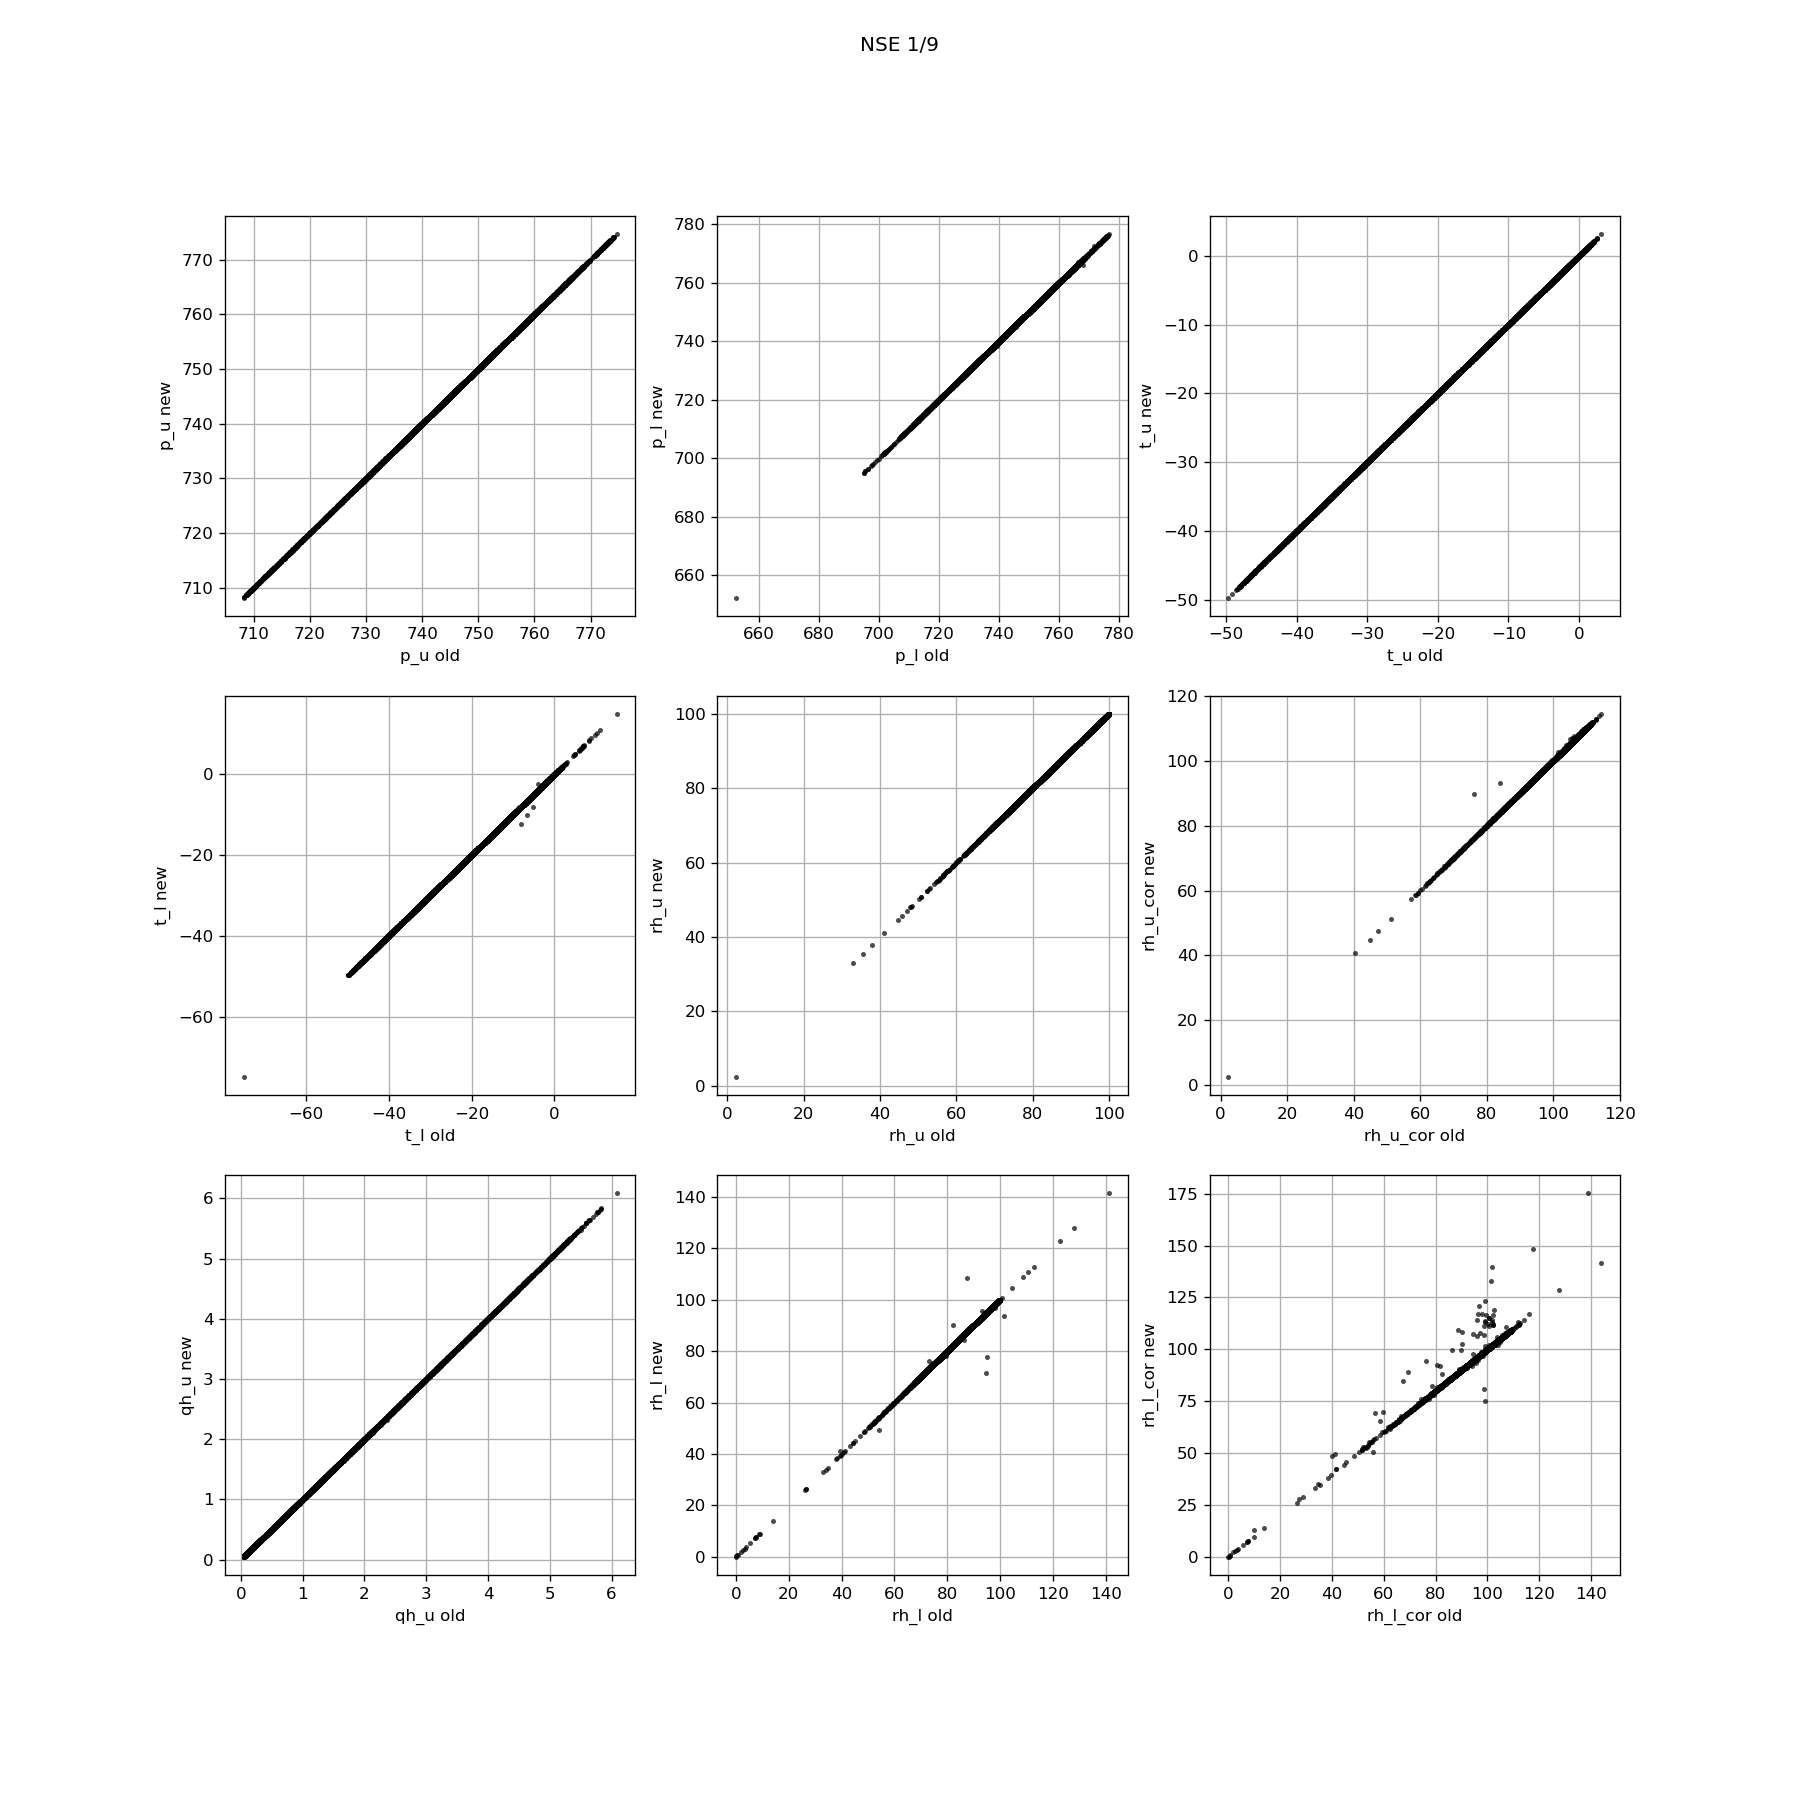 NSE 1/9
770
760
750
740
730
720
710
p_u new
710 720 730 740 750 760 770
p_u old
780
760
740
720
700
680
660
p_l new
660 680 700 720 740 760 780
p_l old
0
−10
−20
−30
−40
−50
t_u new
−50 −40 −30 −20 −10 0
t_u old
0
−20
−40
−60
t_l new
−60 −40 −20 0
t_l old
100
80
60
40
20
0
rh_u new
0 20 40 60 80 100
rh_u old
120
100
80
60
40
20
0
rh_u_cor new
0 20 40 60 80 100 120
rh_u_cor old
6
5
4
3
2
1
0
qh_u new
0 1 2 3 4 5 6
qh_u old
140
120
100
80
60
40
20
0
rh_l new
0 20 40 60 80 100 120 140
rh_l old
175
150
125
100
75
50
25
0
rh_l_cor new
0 20 40 60 80 100 120 140
rh_l_cor old